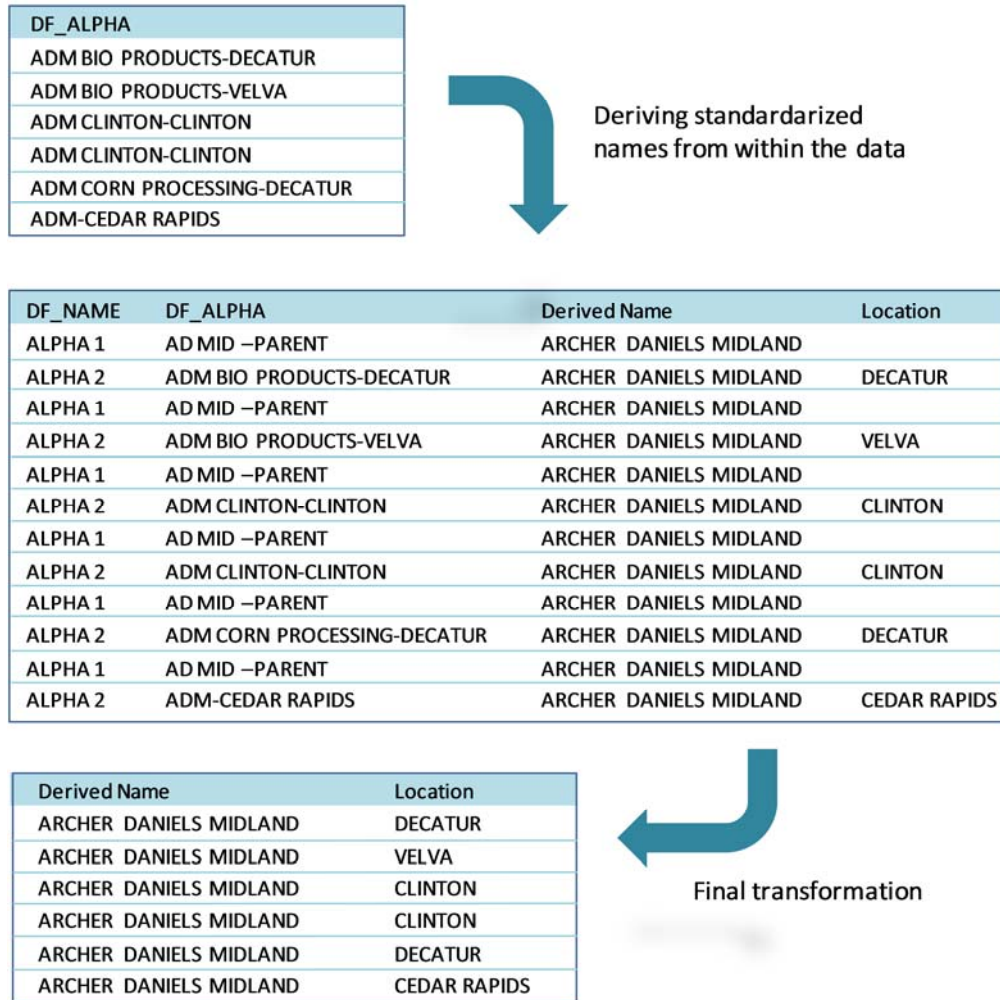 DF_ALPHA
ADM BIO PRODUCTS-DECATUR
ADM BIO PRODUCTS-VELVA
ADM CLINTON-CLINTON
ADM CLINTON-CLINTON
ADM CORN PROCESSING-DECATUR
ADM-CEDAR RAPIDS
Deriving standardarized
names from within the data
DF_NAME DF_ALPHA Derived Name Location
ALPHA 1 AD MID –PARENT ARCHER DANIELS MIDLAND
ALPHA 2 ADM BIO PRODUCTS-DECATUR ARCHER DANIELS MIDLAND DECATUR
ALPHA 1 AD MID –PARENT ARCHER DANIELS MIDLAND
ALPHA 2 ADM BIO PRODUCTS-VELVA ARCHER DANIELS MIDLAND VELVA
ALPHA 1 AD MID –PARENT ARCHER DANIELS MIDLAND
ALPHA 2 ADM CLINTON-CLINTON ARCHER DANIELS MIDLAND CLINTON
ALPHA 1 AD MID –PARENT ARCHER DANIELS MIDLAND
ALPHA 2 ADM CLINTON-CLINTON ARCHER DANIELS MIDLAND CLINTON
ALPHA 1 AD MID –PARENT ARCHER DANIELS MIDLAND
ALPHA 2 ADM CORN PROCESSING-DECATUR ARCHER DANIELS MIDLAND DECATUR
ALPHA 1 AD MID –PARENT ARCHER DANIELS MIDLAND
ALPHA 2 ADM-CEDAR RAPIDS ARCHER DANIELS MIDLAND CEDAR RAPIDS
Derived Name Location
ARCHER DANIELS MIDLAND DECATUR
ARCHER DANIELS MIDLAND VELVA
ARCHER DANIELS MIDLAND CLINTON
ARCHER DANIELS MIDLAND CLINTON
ARCHER DANIELS MIDLAND DECATUR
ARCHER DANIELS MIDLAND CEDAR RAPIDS
Final transformation